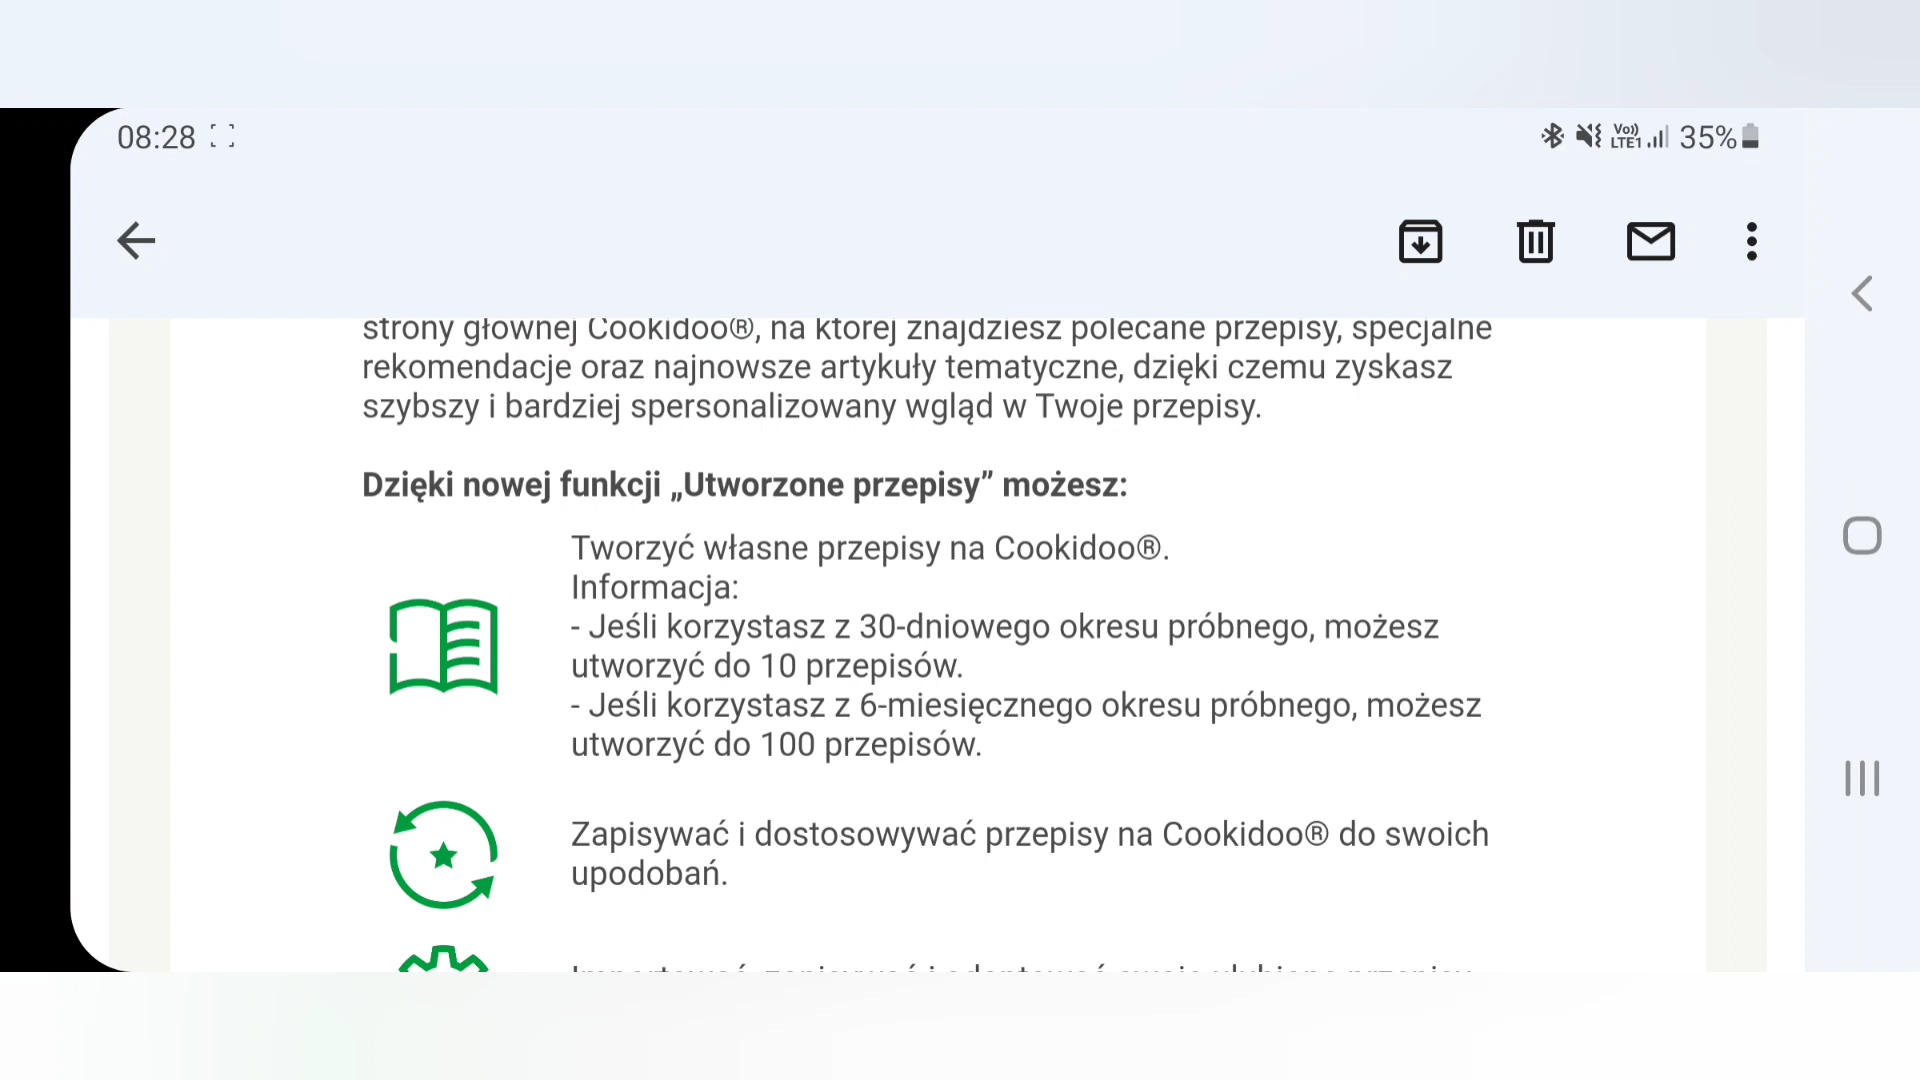 08:28
Vo))
LTE1
35%
strony głównej Cookidoo®, na której znajdziesz polecane przepisy, specjalne
rekomendacje oraz najnowsze artykuły tematyczne, dzięki czemu zyskasz
szybszy i bardziej spersonalizowany wgląd w Twoje przepisy.
Dzięki nowej funkcji „Utworzone przepisy” możesz:
Tworzyć własne przepisy na Cookidoo®.
Informacja:
- Jeśli korzystasz z 30-dniowego okresu próbnego, możesz
utworzyć do 10 przepisów.
- Jeśli korzystasz z 6-miesięcznego okresu próbnego, możesz
utworzyć do 100 przepisów.
Zapisywać i dostosowywać przepisy na Cookidoo® do swoich
upodobań.